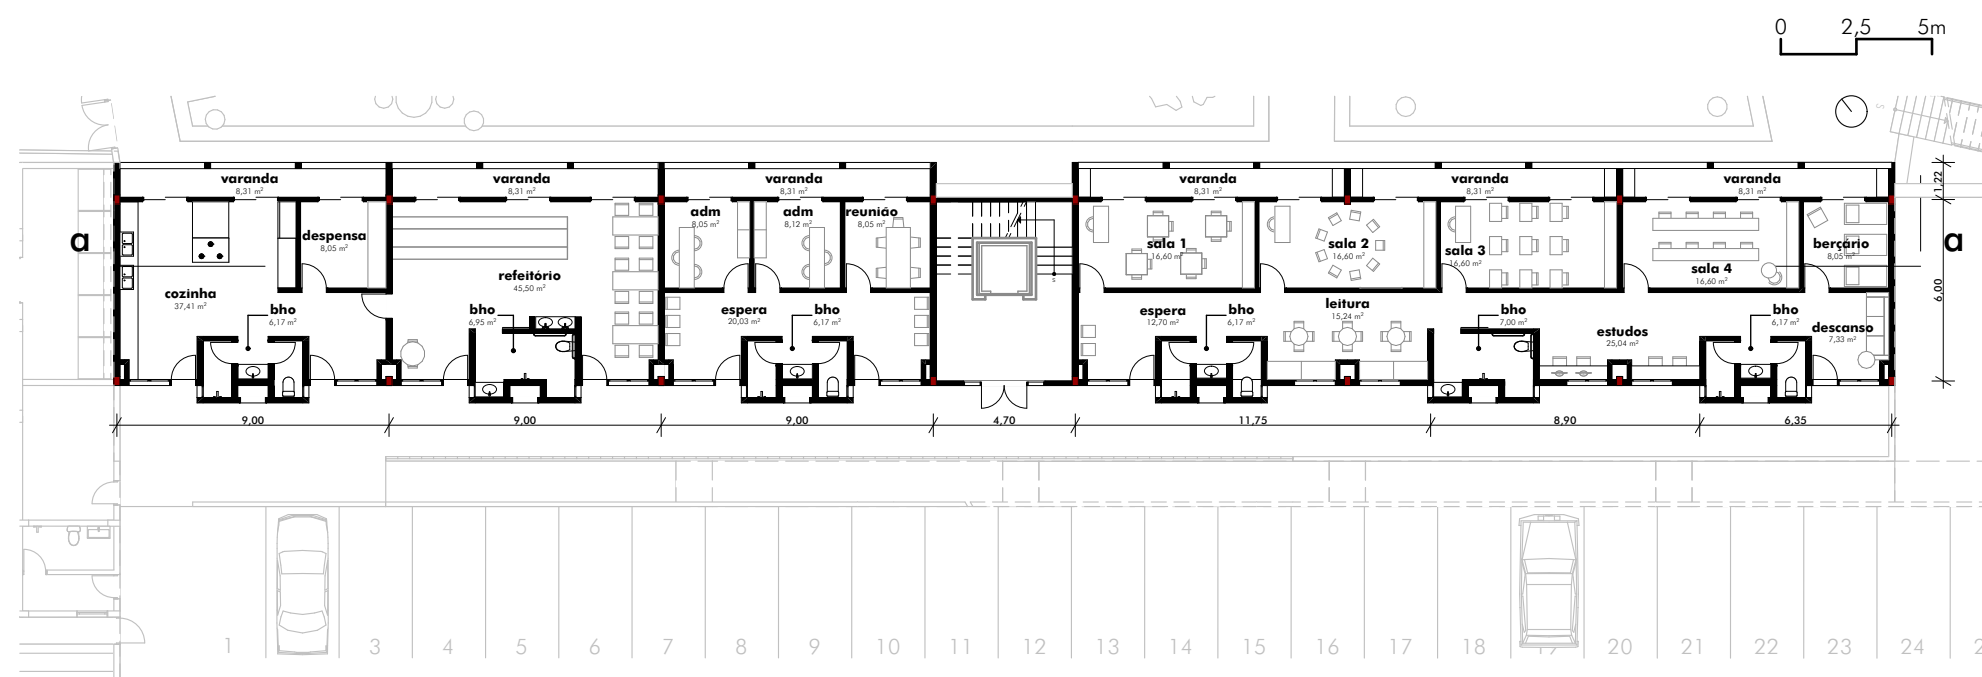 0 2,5 5m
varanda
8,31 m²
varanda
8,31 m²
varanda
8,31 m²
varanda
8,31 m²
varanda
8,31 m²
varanda
8,31 m²
1,22
a
despensa
8,05 m²
cozinha
37,41 m²
bho
6,17 m²
refeitório
45,50 m²
bho
6,95 m²
adm
8,05 m²
adm
8,12 m²
reunião
8,05 m²
espera
20,03 m²
bho
6,17 m²
s
sala 1
16,60 m²
sala 2
16,60 m²
sala 3
16,60 m²
sala 4
16,60 m²
berçário
8,05 m²
a
6,00
espera
12,70 m²
bho
6,17 m²
leitura
15,24 m²
bho
7,00 m²
estudos
25,04 m²
bho
6,17 m²
descanso
7,33 m²
9,00 9,00 9,00 4,70 11,75 8,90 6,35
1 3 4 5 6 7 8 9 10 11 12 13 14 15 16 17 18 20 21 22 23 24